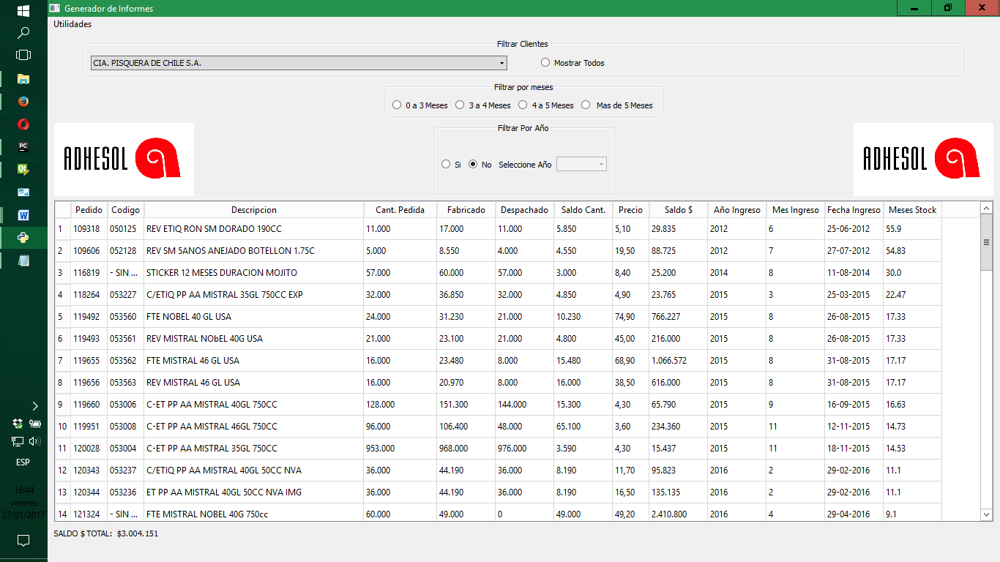 Generador de Informes
Utilidades
Filtrar Clientes
CIA. PISQUERA DE CHILE S.A. Mostrar Todos
Filtrar por meses
0 a 3 Meses 3 a 4 Meses 4 a 5 Meses Mas de 5 Meses
Filtrar Por Año
Si No Seleccione Año
ADHESOL
ADHESOL
Pedido Codigo Descripcion Cant. Pedida Fabricado Despachado Saldo Cant. Precio Saldo $ Año Ingreso Mes Ingreso Fecha Ingreso Meses Stock
1 109318 050125 REV ETIQ RON SM DORADO 190CC 11.000 17.000 11.000 5.850 5,10 29.835 2012 6 25-06-2012 55.9
2 109606 052128 REV SM 5ANOS ANEJADO BOTELLON 1.75C 5.000 8.550 4.000 4.550 19,50 88.725 2012 7 27-07-2012 54.83
3 116819 - SIN ... STICKER 12 MESES DURACION MOJITO 57.000 60.000 57.000 3.000 8,40 25.200 2014 8 11-08-2014 30.0
4 118264 053227 C/ETIQ PP AA MISTRAL 35GL 750CC EXP 32.000 36.850 32.000 4.850 4,90 23.765 2015 3 25-03-2015 22.47
5 119492 053560 FTE NOBEL 40 GL USA 24.000 31.230 21.000 10.230 74,90 766.227 2015 8 26-08-2015 17.33
6 119493 053561 REV MISTRAL NObEL 40G USA 21.000 23.100 21.000 4.800 45,00 216.000 2015 8 26-08-2015 17.33
7 119655 053562 FTE MISTRAL 46 GL USA 16.000 23.480 8.000 15.480 68,90 1.066.572 2015 8 31-08-2015 17.17
8 119656 053563 REV MISTRAL 46 GL USA 16.000 20.970 8.000 16.000 38,50 616.000 2015 8 31-08-2015 17.17
9 119660 053006 C-ET PP AA MISTRAL 40GL 750CC 128.000 151.300 144.000 15.300 4,30 65.790 2015 9 16-09-2015 16.63
10 119951 053008 C-ET PP AA MISTRAL 46GL 750CC 96.000 106.400 48.000 65.100 3,60 234.360 2015 11 12-11-2015 14.73
11 120028 053004 C-ET PP AA MISTRAL 35GL 750CC 953.000 968.000 976.000 3.590 4,30 15.437 2015 11 18-11-2015 14.53
12 120343 053237 C/ETIQ PP AA MISTRAL 40GL 50CC NVA 36.000 44.190 36.000 8.190 11,70 95.823 2016 2 29-02-2016 11.1
13 120344 053236 ET PP AA MISTRAL 40GL 50CC NVA IMG 36.000 44.190 36.000 8.190 16,50 135.135 2016 2 29-02-2016 11.1
14 121324 - SIN ... FTE MISTRAL NOBEL 40G 750cc 60.000 49.000 0 49.000 49,20 2.410.800 2016 4 29-04-2016 9.1
SALDO $ TOTAL: $3.004.151
PC
Qt
W
ESP
16:44
viernes
27/01/2017